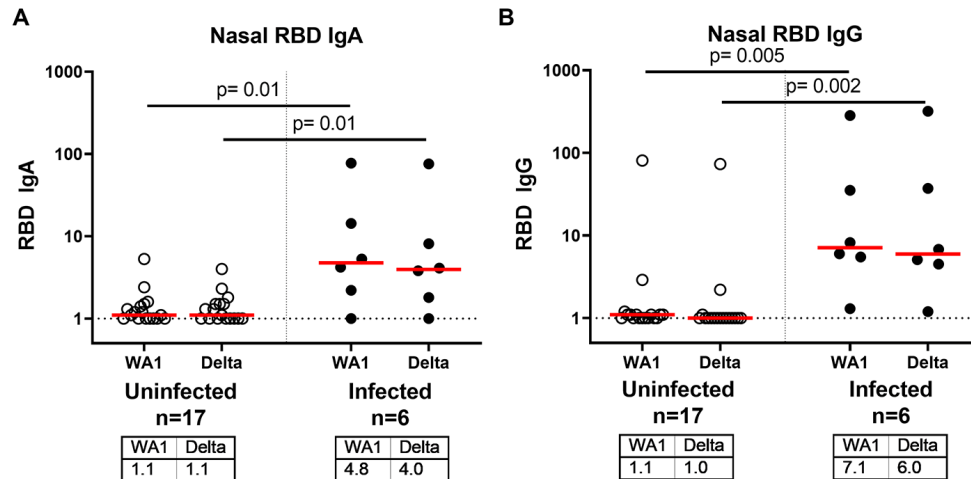 A
Nasal RBD IgA
1000
100
10
1
RBD IgA
p= 0.01
p= 0.01
WA1 Delta WA1 Delta
Uninfected Infected
n=17 n=6
WA1 Delta WA1 Delta
1.1 1.1 4.8 4.0
B
Nasal RBD IgG
1000
100
10
1
RBD IgG
p= 0.005
p= 0.002
WA1 Delta WA1 Delta
Uninfected Infected
n=17 n=6
WA1 Delta WA1 Delta
1.1 1.0 7.1 6.0